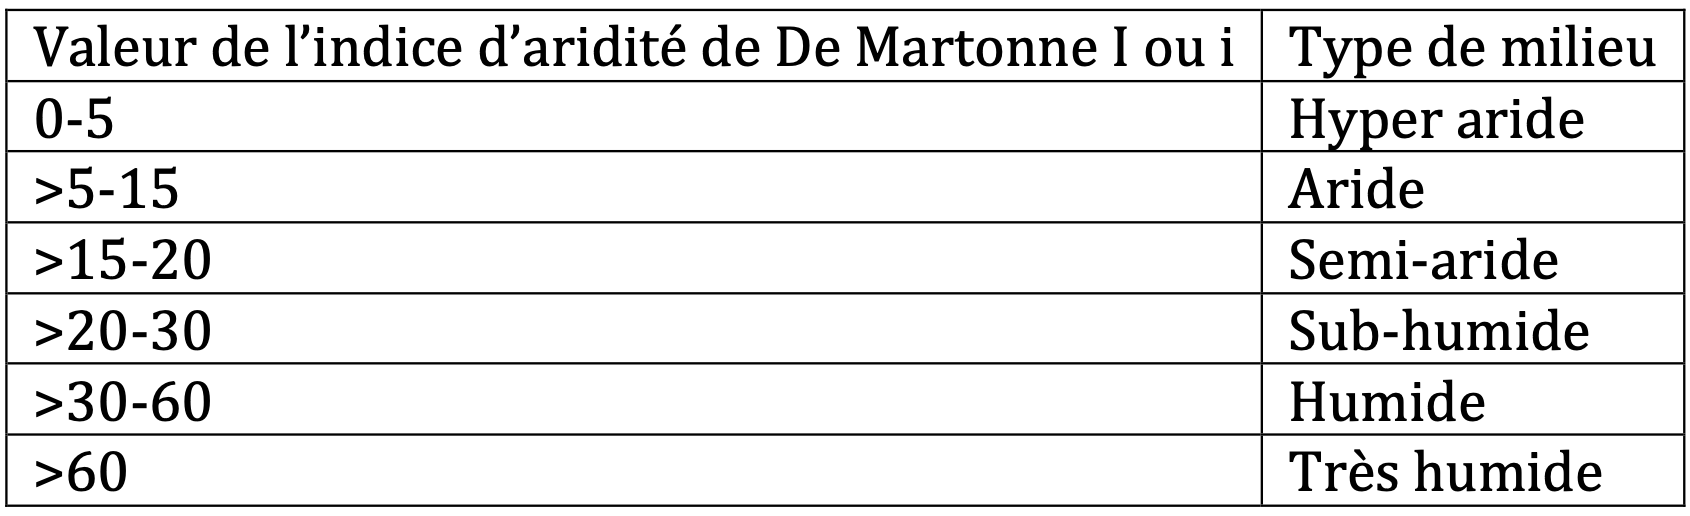 Valeur de l’indice d’aridité de De Martonne I ou i Type de milieu
0-5 Hyper aride
>5-15 Aride
>15-20 Semi-aride
>20-30 Sub-humide
>30-60 Humide
>60 Très humide